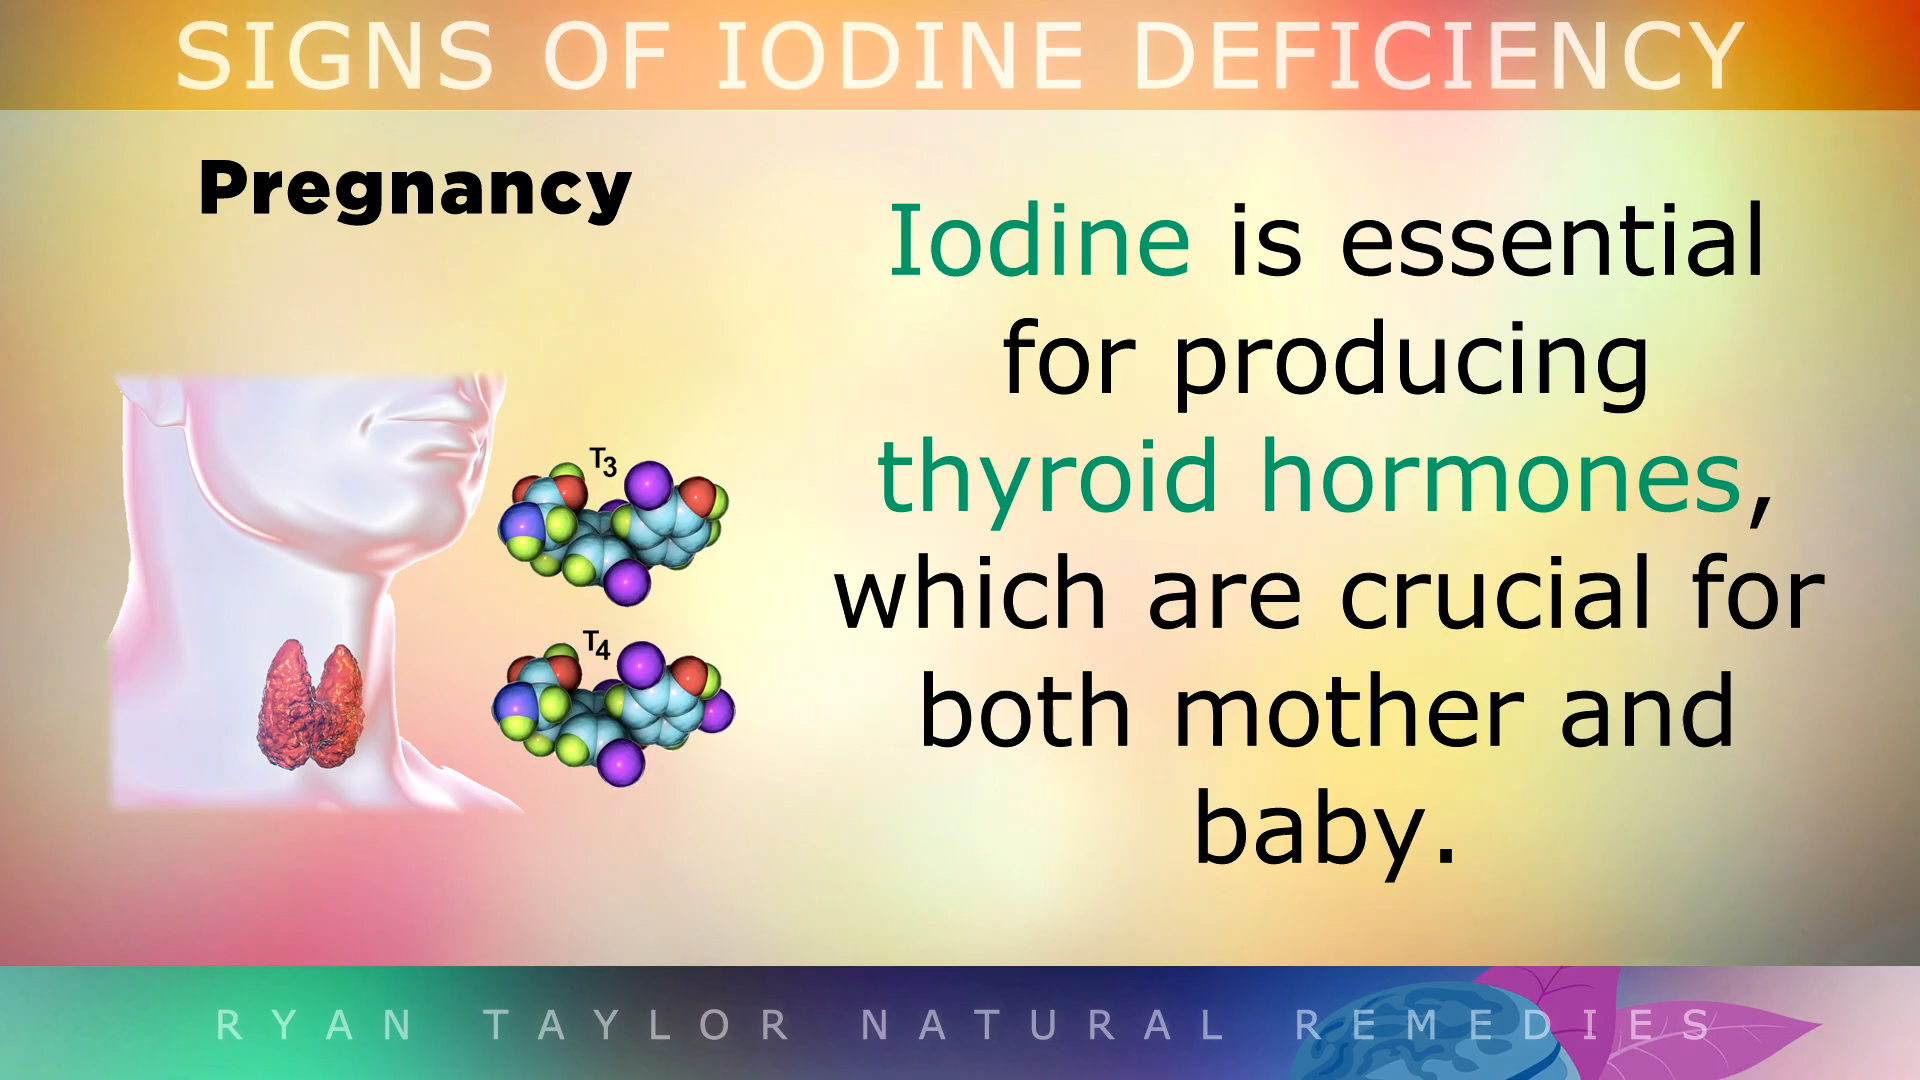 SIGNS OF IODINE DEFICIENCY
Pregnancy
T3
T4
Iodine is essential
for producing
thyroid hormones,
which are crucial for
both mother and
baby.
RYAN TAYLOR NATURAL REMEDIES